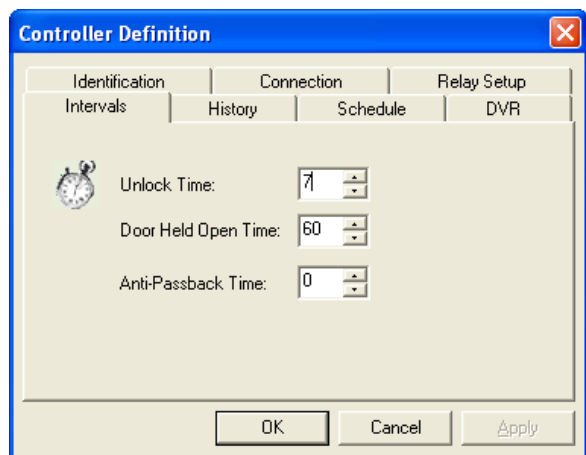 Controller Definition
Identification Connection Relay Setup
Intervals History Schedule DVR
Unlock Time: 7
Door Held Open Time: 60
Anti-Passback Time: 0
OK Cancel Apply